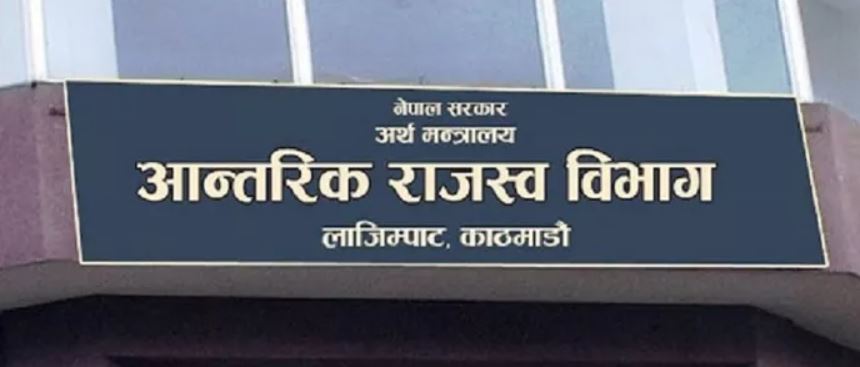 नेपाल सरकार
अर्थ मन्त्रालय
आन्तरिक राजस्व विभाग
लाजिम्पाट, काठमाडौं